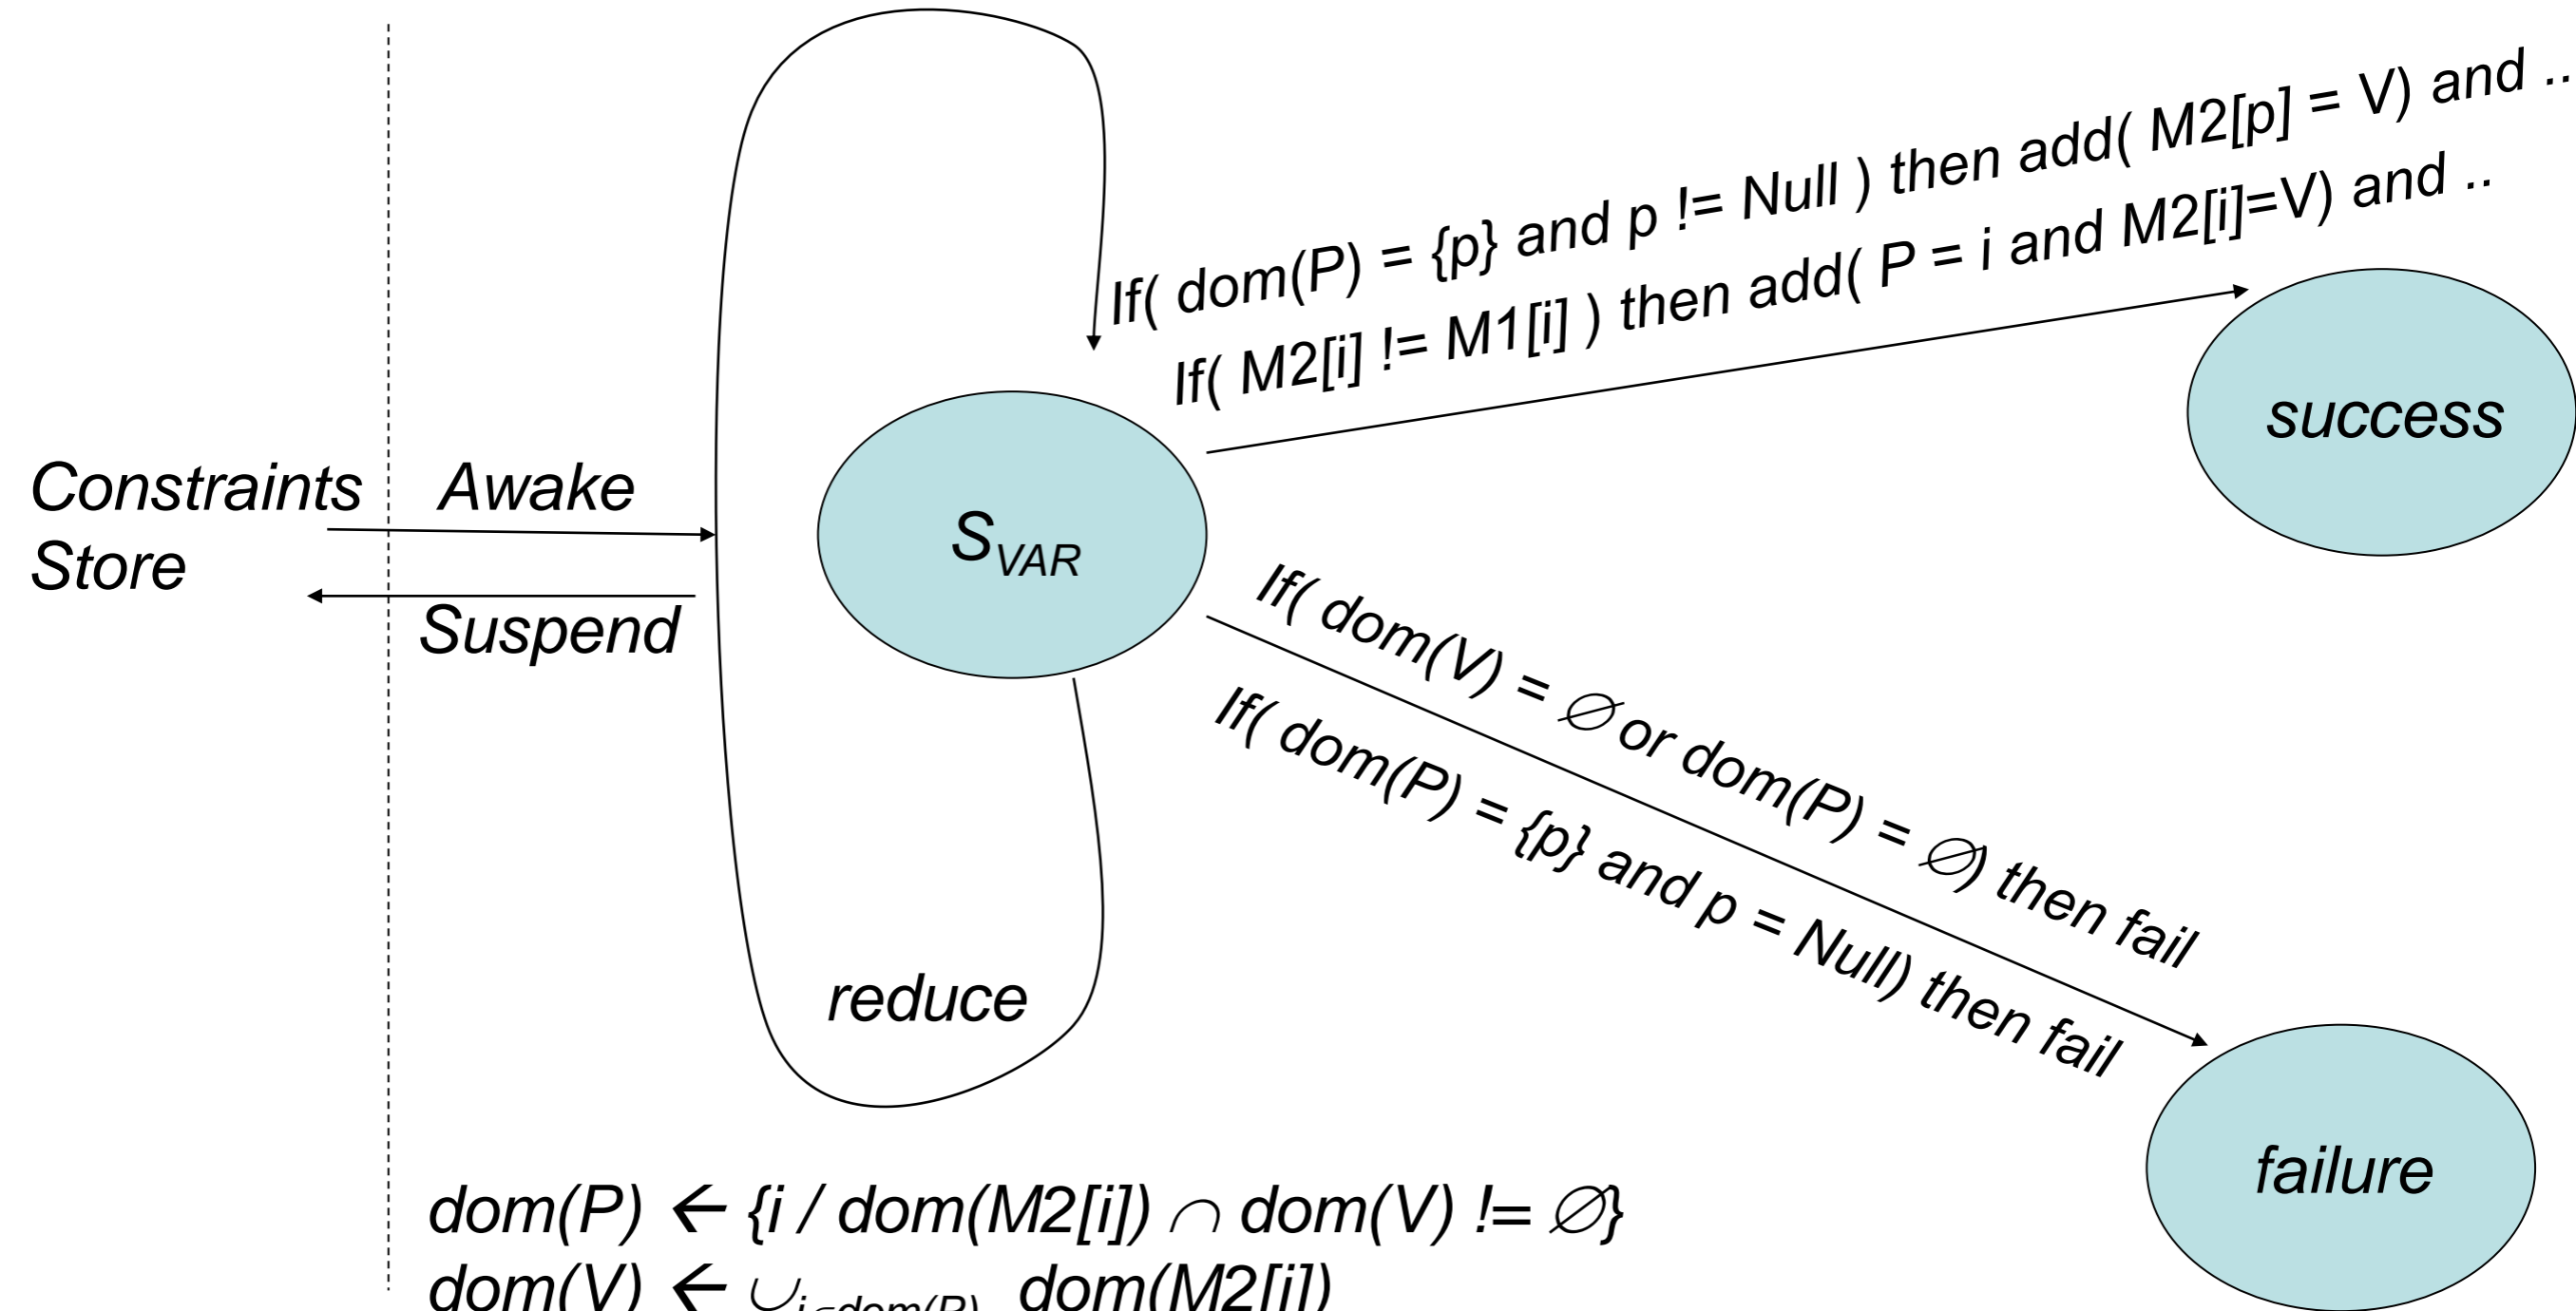 If( dom(P) = {p} and p != Null ) then add( M2[p] = V) and ..
If( M2[i] != M1[i] ) then add( P = i and M2[i]=V) and ..
success
Constraints
Store
Awake
Suspend
S_VAR
If( dom(V) = ∅ or dom(P) = ∅) then fail
If( dom(P) = {p} and p = Null) then fail
reduce
failure
dom(P) ← {i / dom(M2[i]) ∩ dom(V) != ∅}
dom(V) ← ∪_i∈dom(P) dom(M2[i])